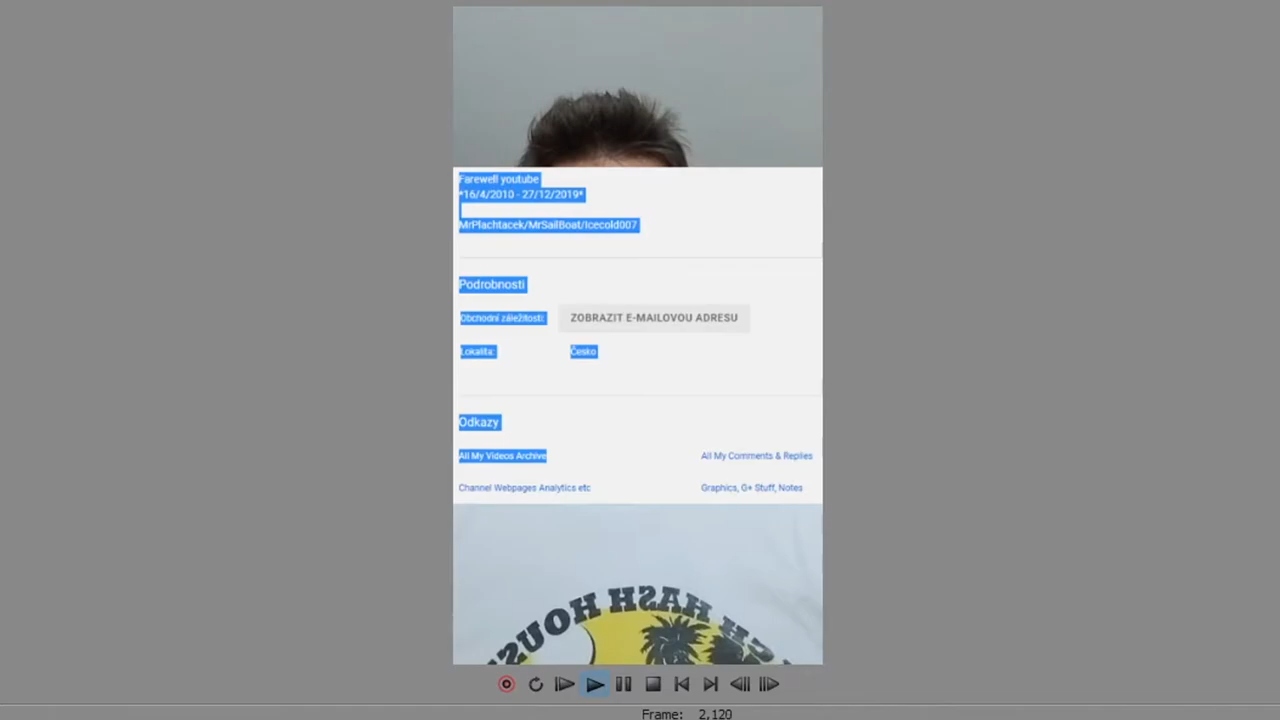 Farewell youtube
*16/4/2010 - 27/12/2019*
MrPlachtacek/MrSailBoat/Icecold007
Podrobnosti
Obchodní záležitosti: ZOBRAZIT E-MAILOVOU ADRESU
Lokalita: Česko
Odkazy
All My Videos Archive All My Comments & Replies
Channel Webpages Analytics etc Graphics, G+ Stuff, Notes
HASH HOUS
Frame: 2,120